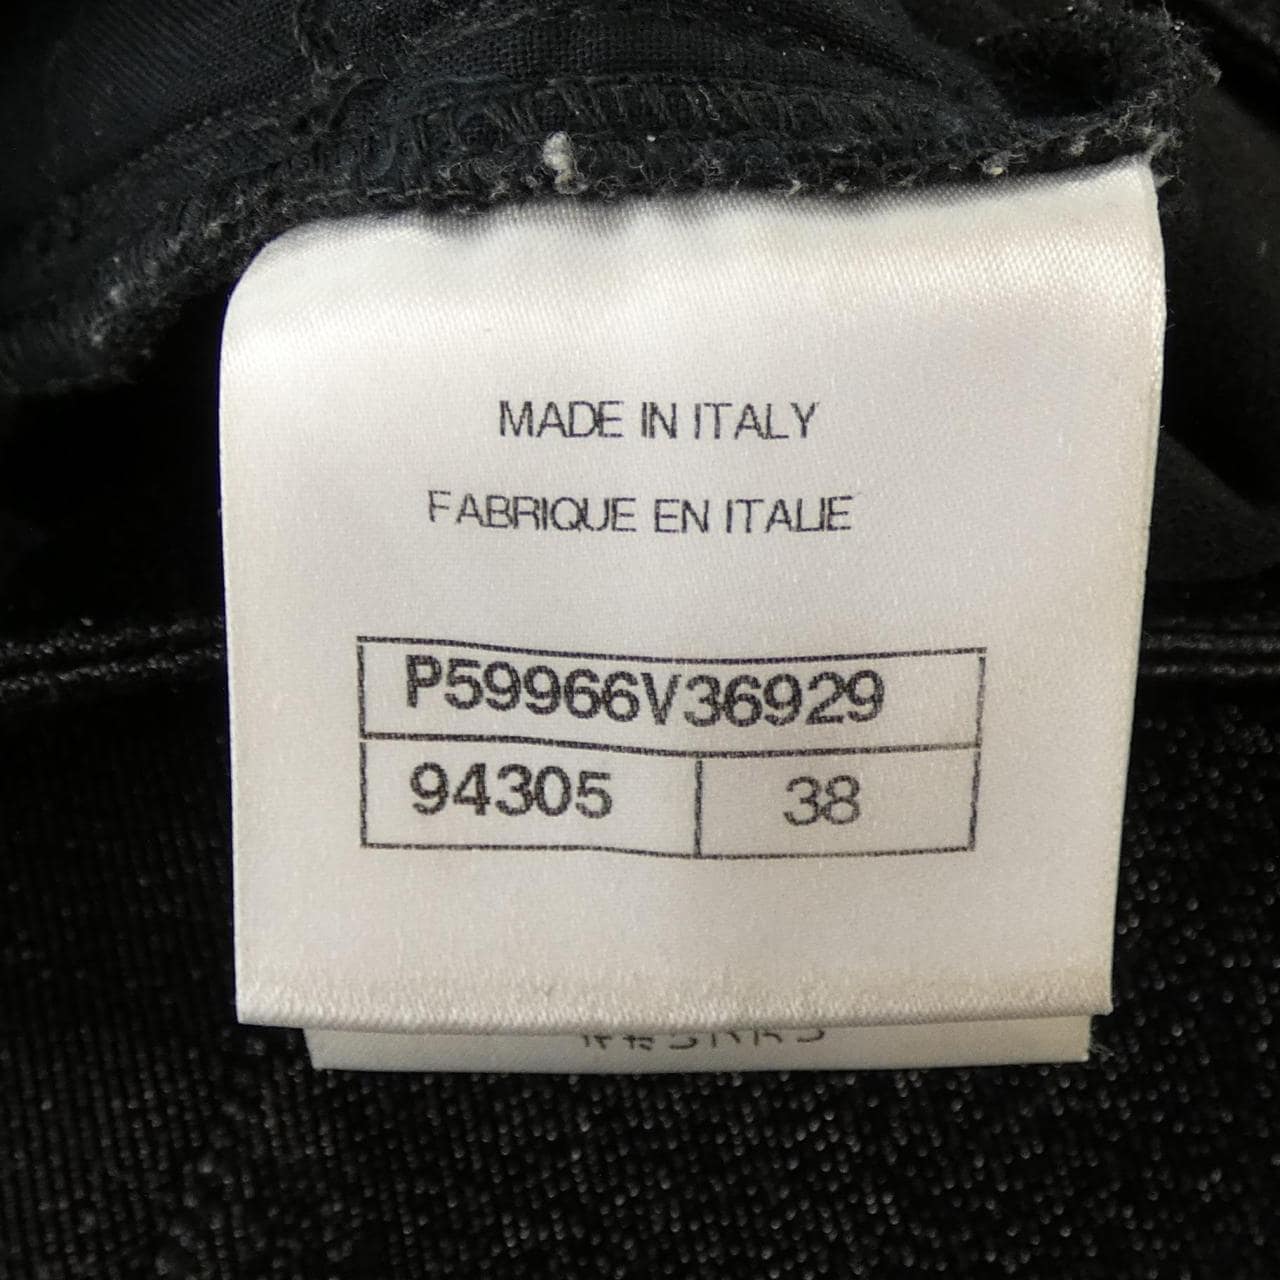 MADE IN ITALY
FABRIQUE EN ITALIE
P59966V36929
94305 38